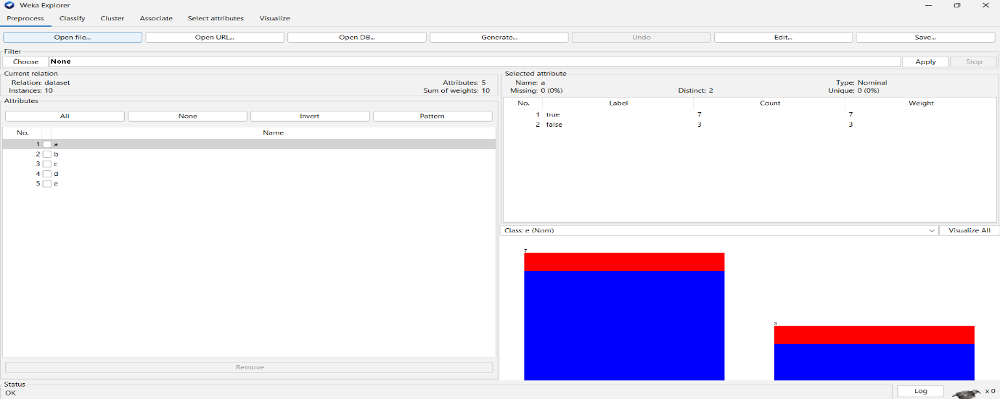 Weka Explorer
Preprocess Classify Cluster Associate Select attributes Visualize
Open file... Open URL... Open DB... Generate... Undo Edit... Save...
Filter
Choose None Apply Stop
Current relation
Relation: dataset Attributes: 5
Instances: 10 Sum of weights: 10
Attributes
All None Invert Pattern
No. Name
1 a
2 b
3 c
4 d
5 e
Remove
Selected attribute
Name: a Type: Nominal
Missing: 0 (0%) Distinct: 2 Unique: 0 (0%)
No. Label Count Weight
1 true 7 7
2 false 3 3
Class: e (Nom) Visualize All
7
3
Status
OK
Log x 0